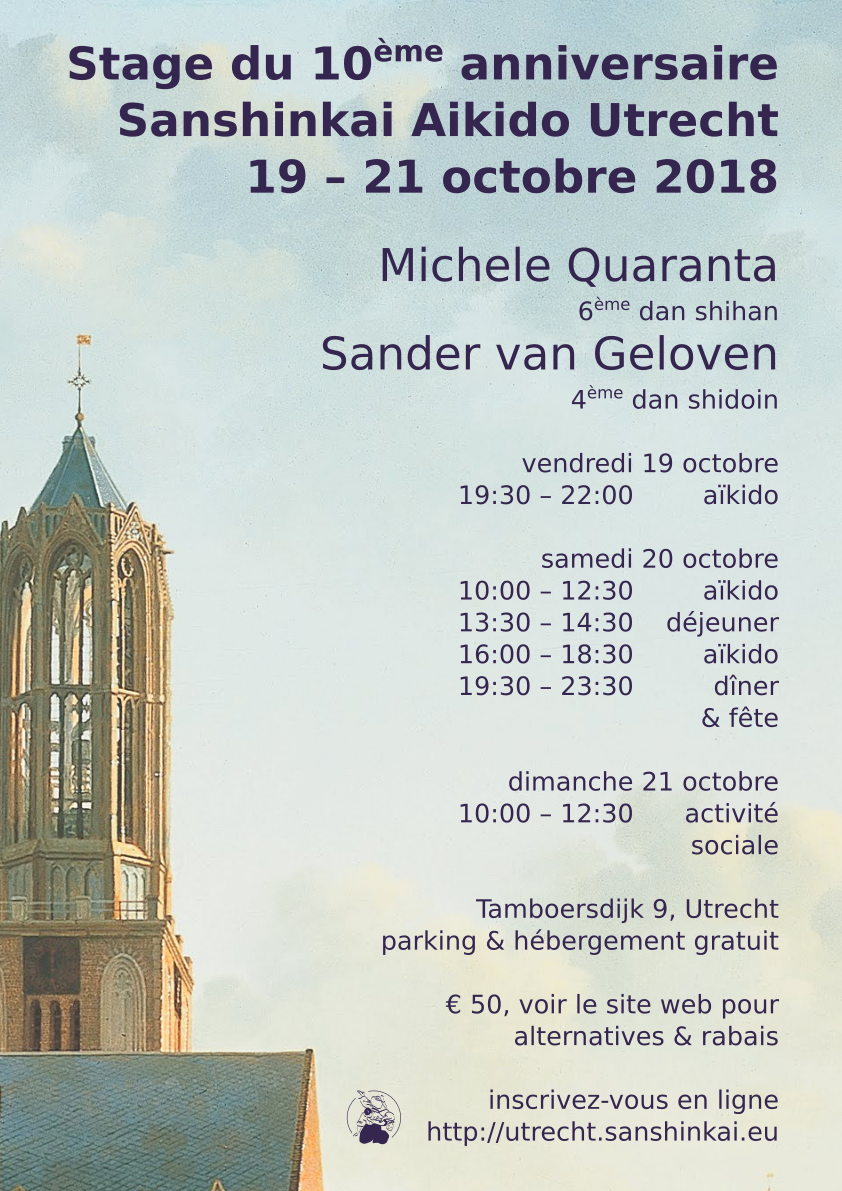 Stage du 10ème anniversaire
Sanshinkai Aikido Utrecht
19 – 21 octobre 2018
Michele Quaranta
6ème dan shihan
Sander van Geloven
4ème dan shidoin
vendredi 19 octobre
19:30 – 22:00 aïkido
samedi 20 octobre
10:00 – 12:30 aïkido
13:30 – 14:30 déjeuner
16:00 – 18:30 aïkido
19:30 – 23:30 dîner
& fête
dimanche 21 octobre
10:00 – 12:30 activité
sociale
Tamboersdijk 9, Utrecht
parking & hébergement gratuit
€ 50, voir le site web pour
alternatives & rabais
inscrivez-vous en ligne
http://utrecht.sanshinkai.eu